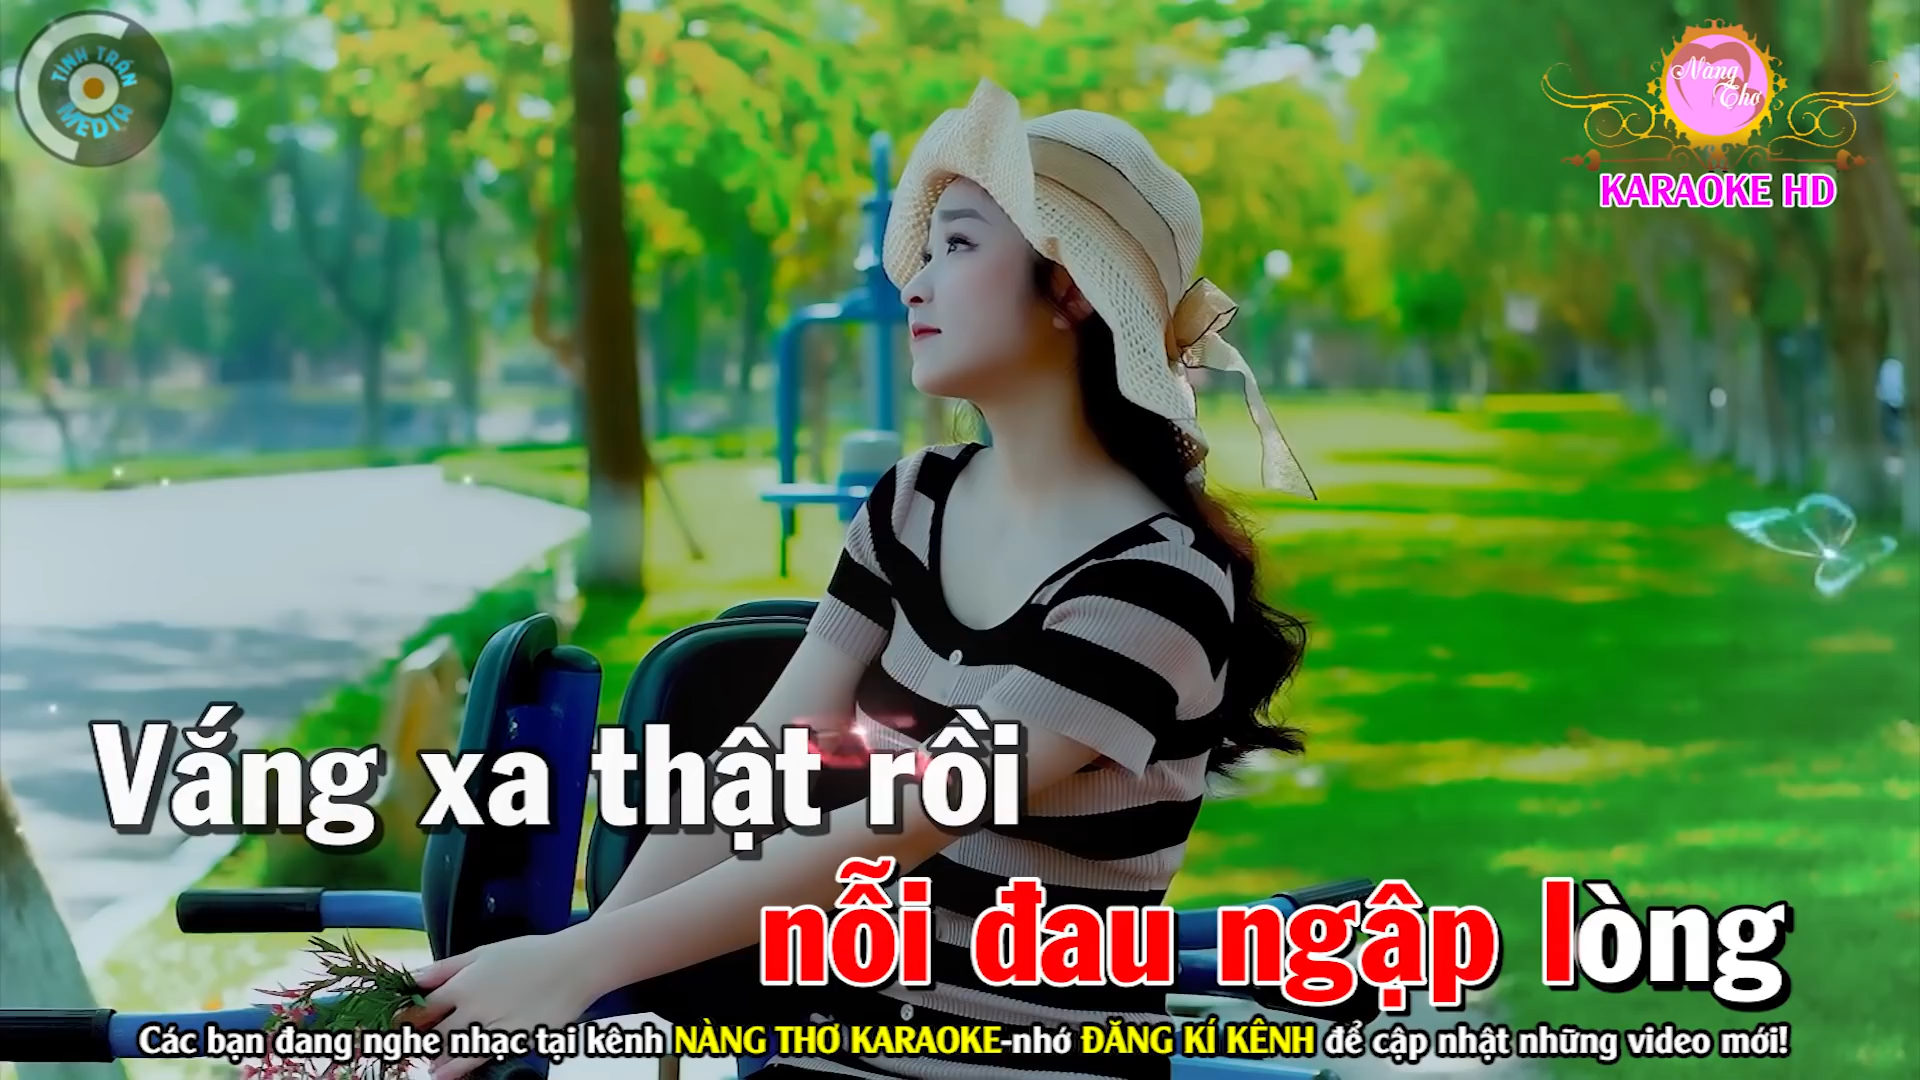 TÌNH TRẦN
MEDIA
Nàng
Thơ
KARAOKE HD
Vắng xa thật rồi
nỗi đau ngập lòng
Các bạn đang nghe nhạc tại kênh NÀNG THƠ KARAOKE-nhớ ĐĂNG KÍ KÊNH để cập nhật những video mới!